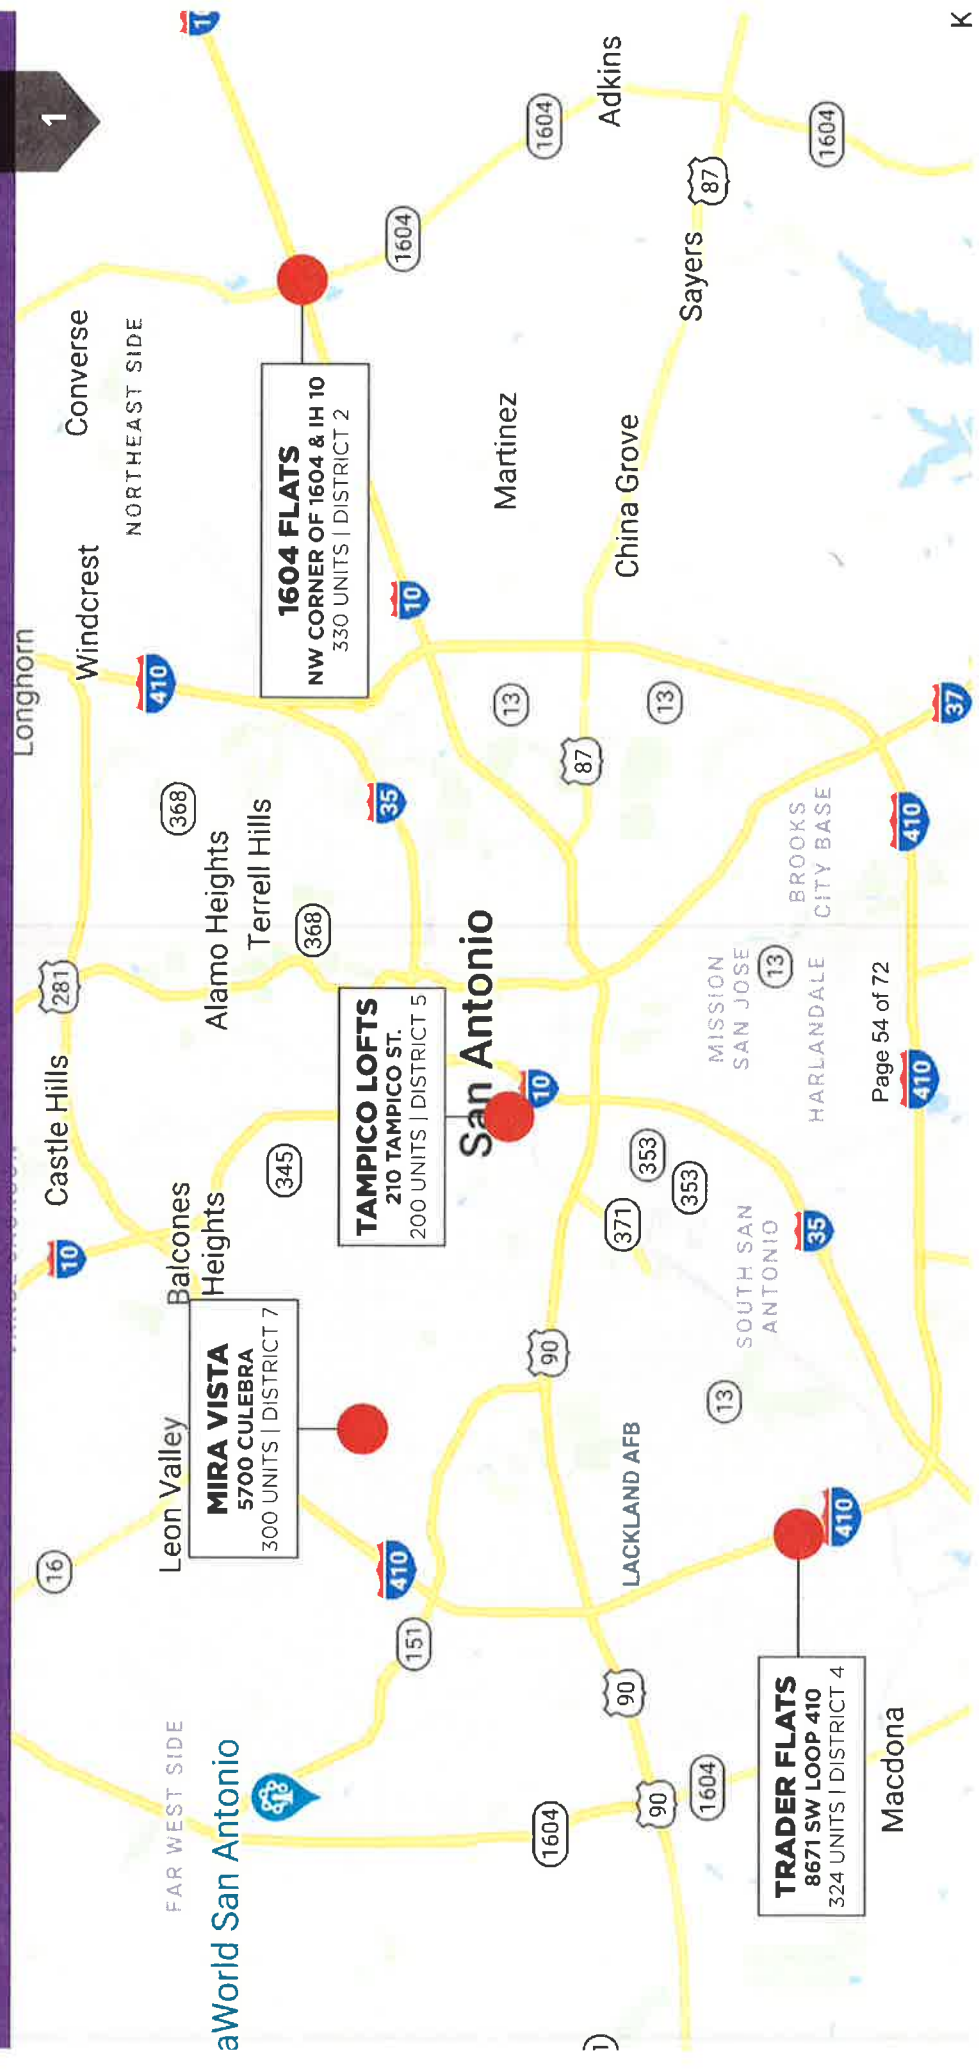 1
Longhorn
Converse
NORTHEAST SIDE
Windcrest
410
281
Castle Hills
10
16
Leon Valley
Balcones
Heights
368
Alamo Heights
Terrell Hills
368
345
35
FAR WEST SIDE
aWorld San Antonio
MIRA VISTA
5700 CULEBRA
300 UNITS | DISTRICT 7
1604 FLATS
NW CORNER OF 1604 & IH 10
330 UNITS | DISTRICT 2
TAMPICO LOFTS
210 TAMPICO ST.
200 UNITS | DISTRICT 5
410
151
10
1604
1604
Adkins
San Antonio
10
Martinez
13
87
China Grove
Sayers
87
1604
90
1604
90
90
1604
371
353
353
LACKLAND AFB
13
13
MISSION
SAN JOSE
13
BROOKS
CITY BASE
HARLANDALE
SOUTH SAN
ANTONIO
35
410
410
410
37
TRADER FLATS
8671 SW LOOP 410
324 UNITS | DISTRICT 4
Macdona
Page 54 of 72
K